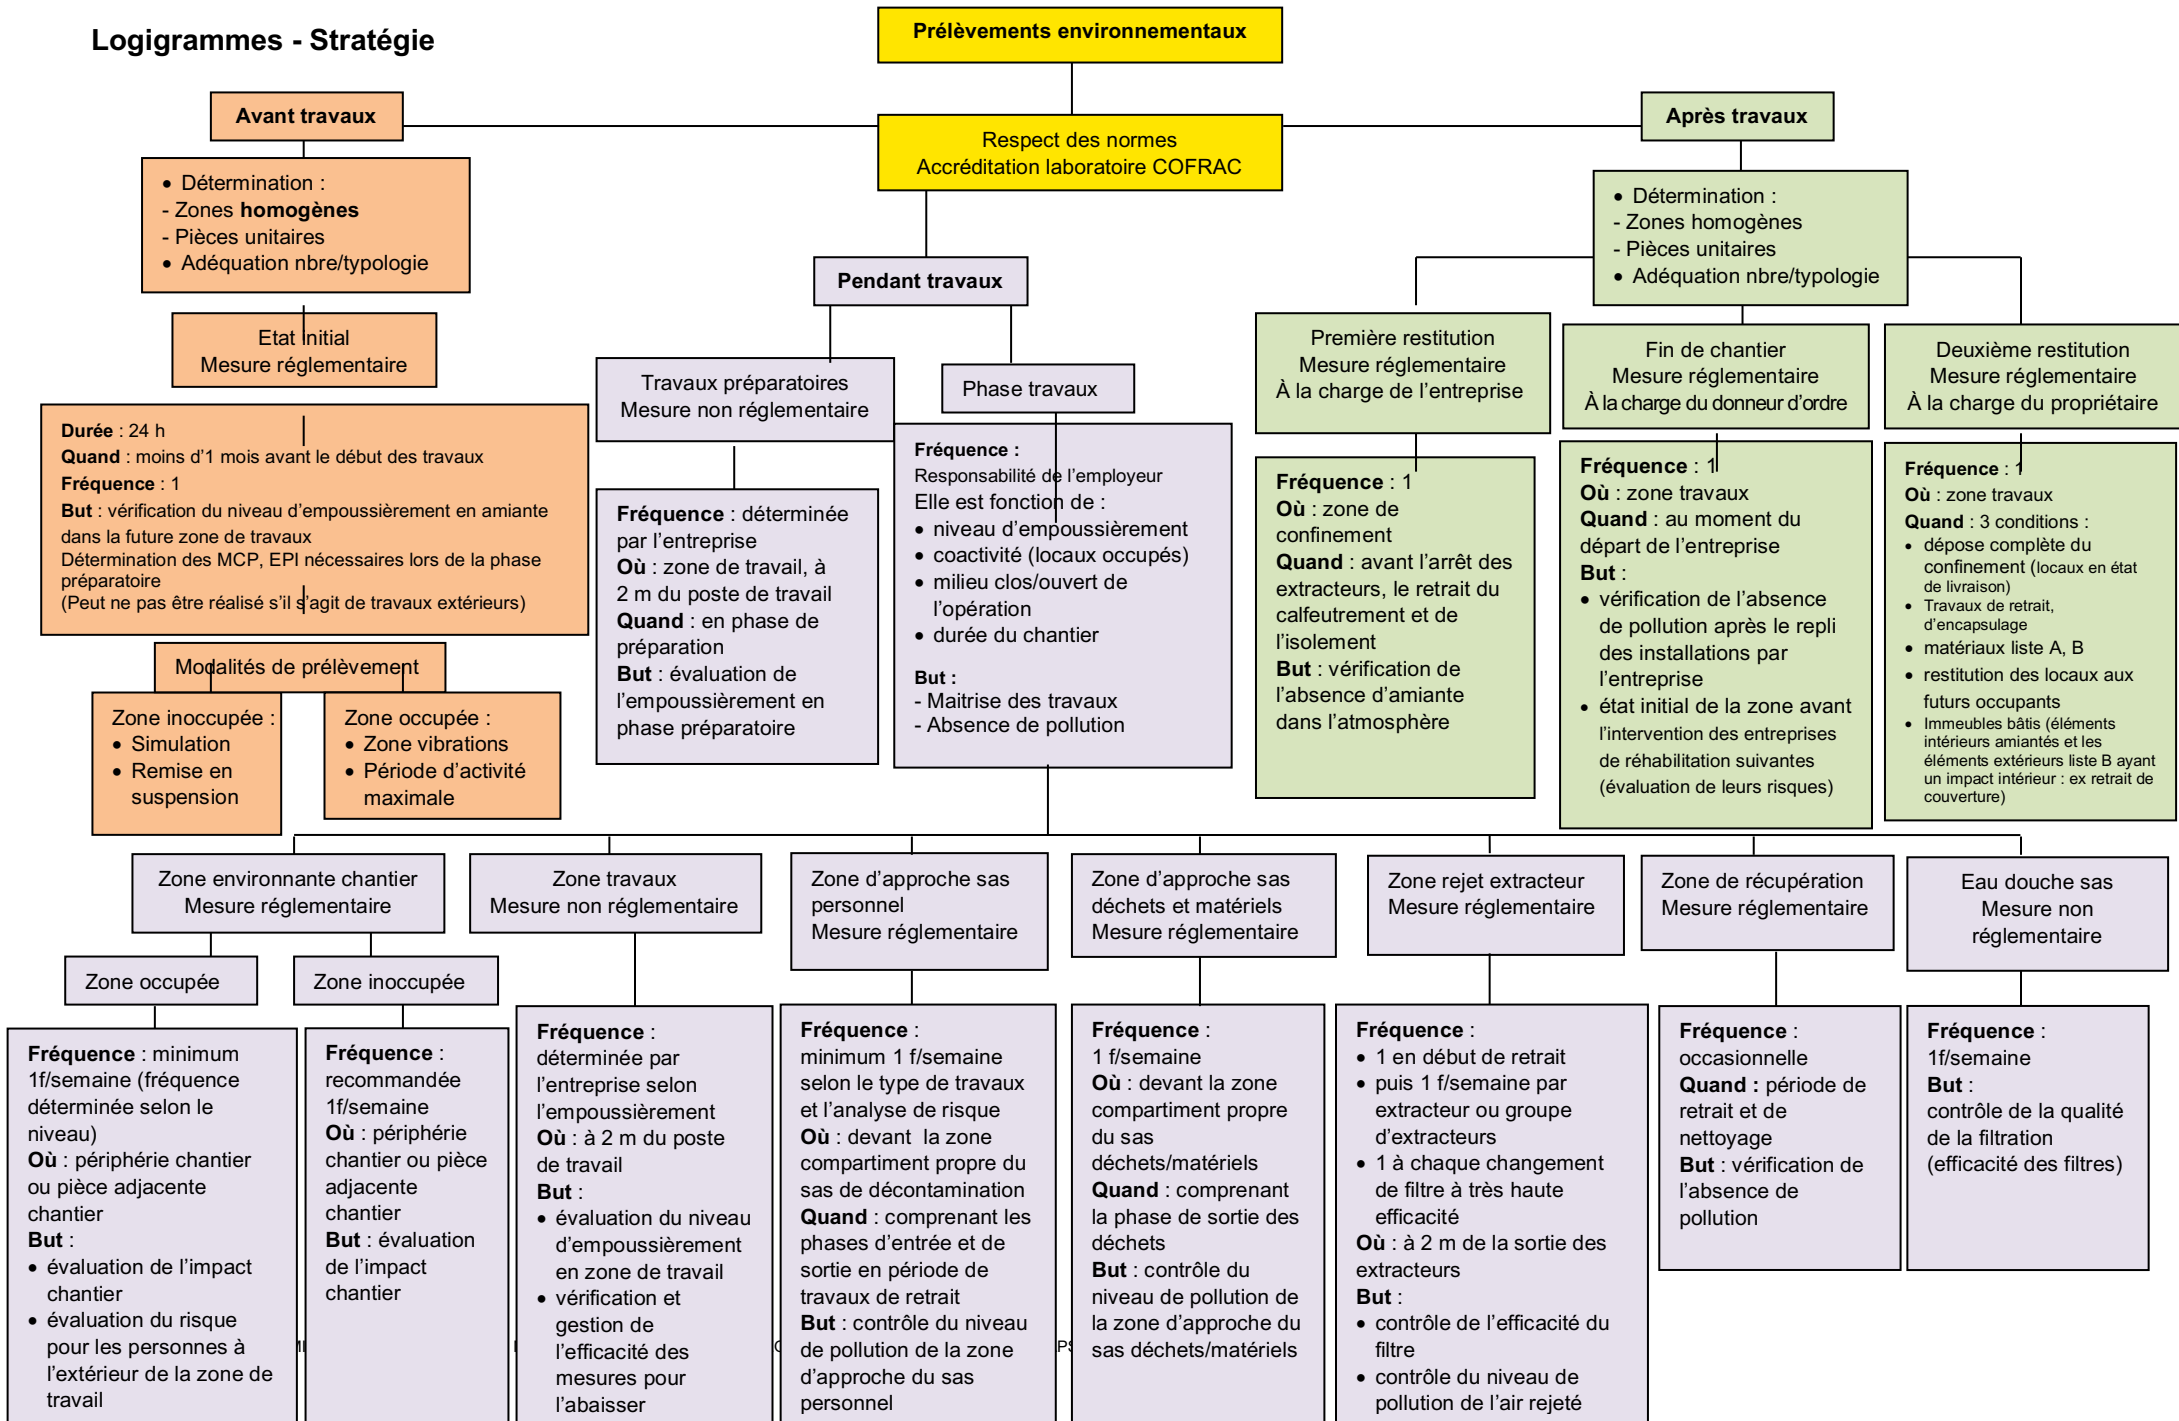 Logigrammes - Stratégie
Prélèvements environnementaux
Respect des normes
Accréditation laboratoire COFRAC
Avant travaux
• Détermination :
- Zones homogènes
- Pièces unitaires
• Adéquation nbre/typologie
Etat initial
Mesure réglementaire
Durée : 24 h
Quand : moins d'1 mois avant le début des travaux
Fréquence : 1
But : vérification du niveau d'empoussièrement en amiante
dans la future zone de travaux
Détermination des MCP, EPI nécessaires lors de la phase
préparatoire
(Peut ne pas être réalisé s'il s'agit de travaux extérieurs)
Modalités de prélèvement
Zone inoccupée :
• Simulation
• Remise en
suspension
Zone occupée :
• Zone vibrations
• Période d'activité
maximale
Pendant travaux
Travaux préparatoires
Mesure non réglementaire
Fréquence : déterminée
par l'entreprise
Où : zone de travail, à
2 m du poste de travail
Quand : en phase de
préparation
But : évaluation de
l'empoussièrement en
phase préparatoire
Phase travaux
Fréquence :
Responsabilité de l'employeur
Elle est fonction de :
• niveau d'empoussièrement
• coactivité (locaux occupés)
• milieu clos/ouvert de
l'opération
• durée du chantier
But :
- Maitrise des travaux
- Absence de pollution
Après travaux
• Détermination :
- Zones homogènes
- Pièces unitaires
• Adéquation nbre/typologie
Première restitution
Mesure réglementaire
À la charge de l'entreprise
Fréquence : 1
Où : zone de
confinement
Quand : avant l'arrêt des
extracteurs, le retrait du
calfeutrement et de
l'isolement
But : vérification de
l'absence d'amiante
dans l'atmosphère
Fin de chantier
Mesure réglementaire
À la charge du donneur d'ordre
Fréquence : 1
Où : zone travaux
Quand : au moment du
départ de l'entreprise
But :
• vérification de l'absence
de pollution après le repli
des installations par
l'entreprise
• état initial de la zone avant
l'intervention des entreprises
de réhabilitation suivantes
(évaluation de leurs risques)
Deuxième restitution
Mesure réglementaire
À la charge du propriétaire
Fréquence : 1
Où : zone travaux
Quand : 3 conditions :
• dépose complète du
confinement (locaux en état
de livraison)
• Travaux de retrait,
d'encapsulage
• matériaux liste A, B
• restitution des locaux aux
futurs occupants
• Immeubles bâtis (éléments
intérieurs amiantés et les
éléments extérieurs liste B ayant
un impact intérieur : ex retrait de
couverture)
Zone environnante chantier
Mesure réglementaire
Zone occupée
Fréquence : minimum
1f/semaine (fréquence
déterminée selon le
niveau)
Où : périphérie chantier
ou pièce adjacente
chantier
But :
• évaluation de l'impact
chantier
• évaluation du risque
pour les personnes à
l'extérieur de la zone de
travail
Zone inoccupée
Fréquence :
recommandée
1f/semaine
Où : périphérie
chantier ou pièce
adjacente
chantier
But : évaluation
de l'impact
chantier
Zone travaux
Mesure non réglementaire
Fréquence :
déterminée par
l'entreprise selon
l'empoussièrement
Où : à 2 m du poste
de travail
But :
• évaluation du niveau
d'empoussièrement
en zone de travail
• vérification et
gestion de
l'efficacité des
mesures pour
l'abaisser
Zone d'approche sas
personnel
Mesure réglementaire
Fréquence :
minimum 1 f/semaine
selon le type de travaux
et l'analyse de risque
Où : devant la zone
compartiment propre du
sas de décontamination
Quand : comprenant les
phases d'entrée et de
sortie en période de
travaux de retrait
But : contrôle du niveau
de pollution de la zone
d'approche du sas
personnel
Zone d'approche sas
déchets et matériels
Mesure réglementaire
Fréquence :
1 f/semaine
Où : devant la zone
compartiment propre
du sas
déchets/matériels
Quand : comprenant
la phase de sortie des
déchets
But : contrôle du
niveau de pollution de
la zone d'approche du
sas déchets/matériels
Zone rejet extracteur
Mesure réglementaire
Fréquence :
• 1 en début de retrait
• puis 1 f/semaine par
extracteur ou groupe
d'extracteurs
• 1 à chaque changement
de filtre à très haute
efficacité
Où : à 2 m de la sortie des
extracteurs
But :
• contrôle de l'efficacité du
filtre
• contrôle du niveau de
pollution de l'air rejeté
Zone de récupération
Mesure réglementaire
Fréquence :
occasionnelle
Quand : période de
retrait et de
nettoyage
But : vérification de
l'absence de
pollution
Eau douche sas
Mesure non
réglementaire
Fréquence :
1f/semaine
But :
contrôle de la qualité
de la filtration
(efficacité des filtres)